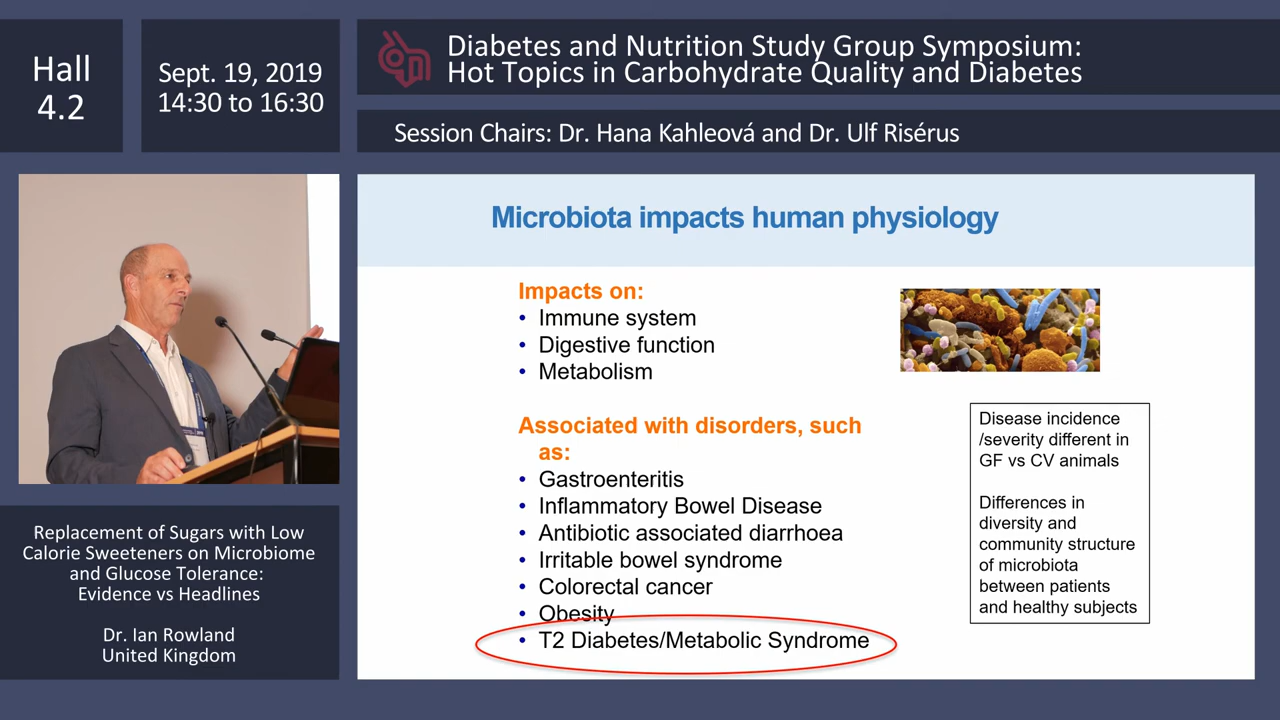 Hall
4.2
Sept. 19, 2019
14:30 to 16:30
Diabetes and Nutrition Study Group Symposium:
Hot Topics in Carbohydrate Quality and Diabetes
Session Chairs: Dr. Hana Kahleová and Dr. Ulf Risérus
Microbiota impacts human physiology
Impacts on:
• Immune system
• Digestive function
• Metabolism
Associated with disorders, such
as:
• Gastroenteritis
• Inflammatory Bowel Disease
• Antibiotic associated diarrhoea
• Irritable bowel syndrome
• Colorectal cancer
• Obesity
• T2 Diabetes/Metabolic Syndrome
Disease incidence
/severity different in
GF vs CV animals
Differences in
diversity and
community structure
of microbiota
between patients
and healthy subjects
Replacement of Sugars with Low
Calorie Sweeteners on Microbiome
and Glucose Tolerance:
Evidence vs Headlines
Dr. Ian Rowland
United Kingdom